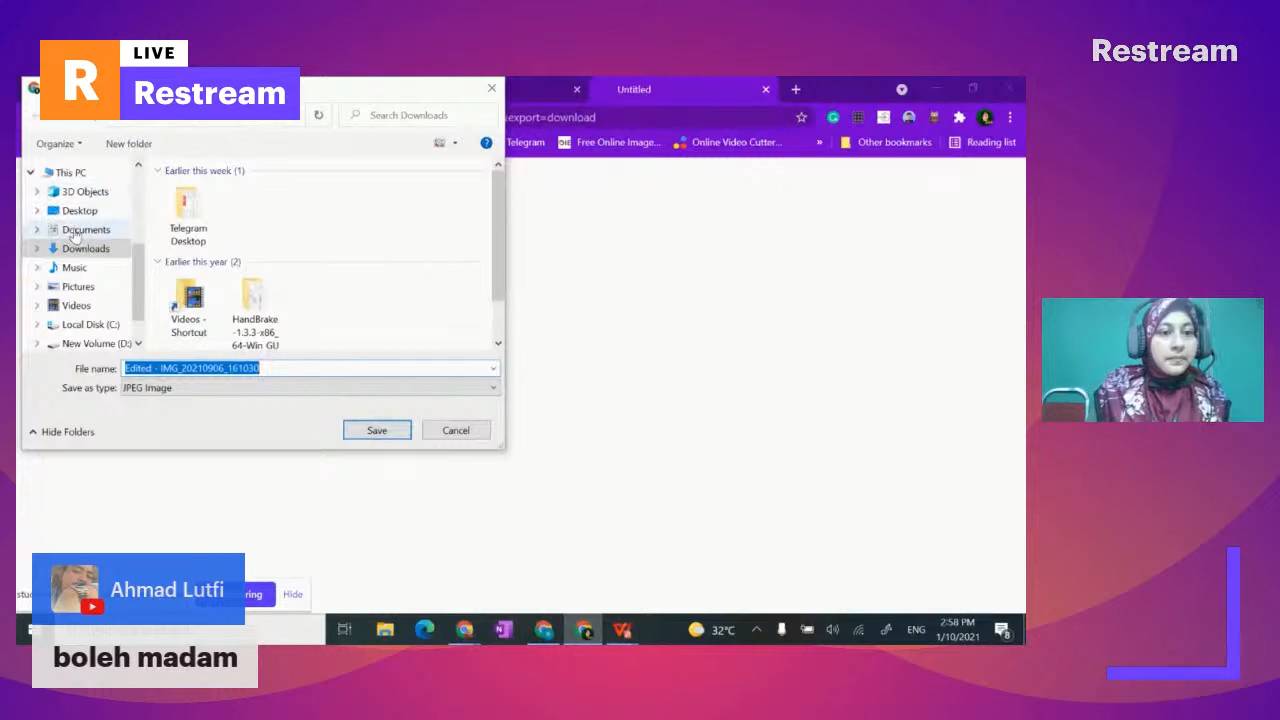 R
LIVE
Restream
Restream
Untitled
&export=download
Search Downloads
Organize
New folder
Telegram
Free Online Image...
Online Video Cutter...
»
Other bookmarks
Reading list
This PC
3D Objects
Desktop
Documents
Downloads
Music
Pictures
Videos
Local Disk (C:)
New Volume (D:)
Earlier this week (1)
Telegram
Desktop
Earlier this year (2)
Videos -
Shortcut
HandBrake
-1.3.3-x86_
64-Win GU
File name:
Edited - IMG_20210906_161030
Save as type:
JPEG Image
Hide Folders
Save
Cancel
Hide
Ahmad Lutfi
boleh madam
32°C
ENG
2:58 PM
1/10/2021
8